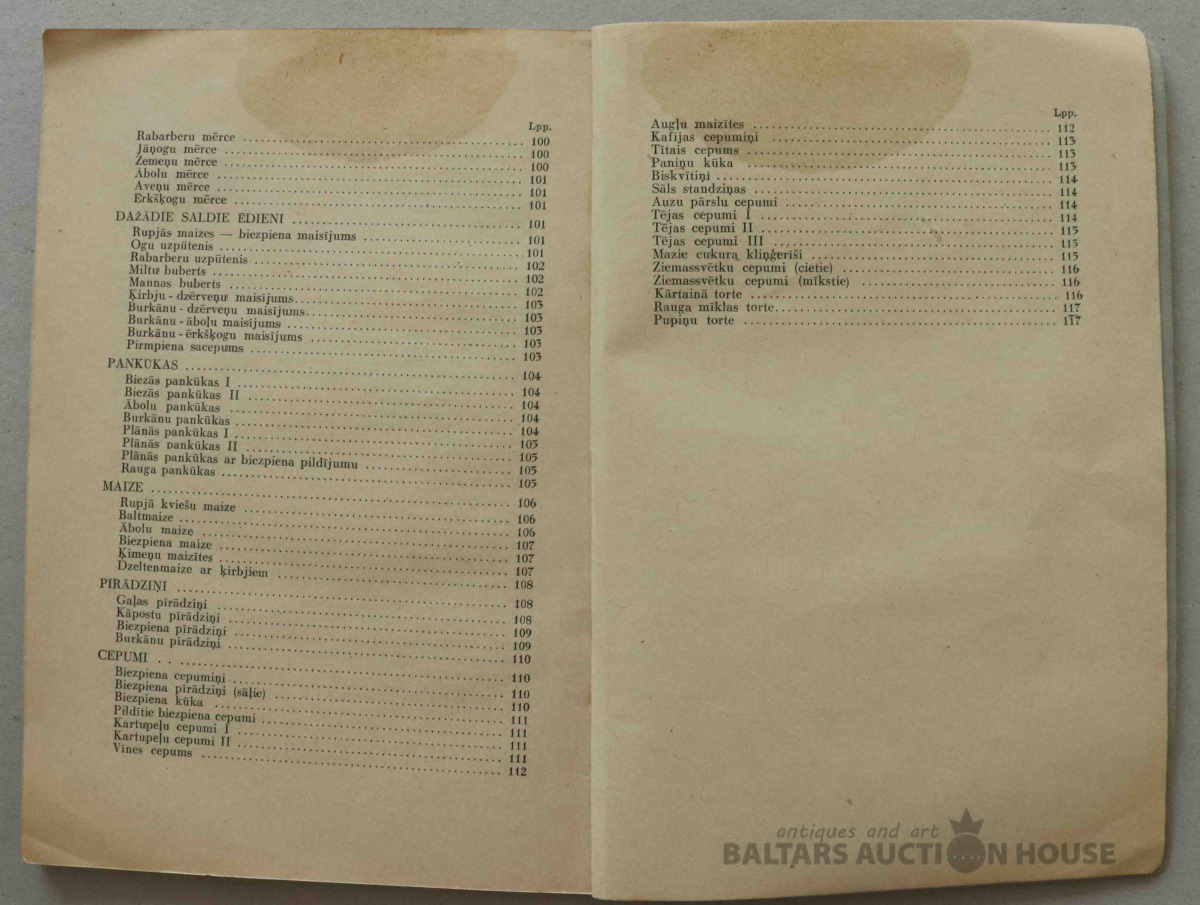 Lpp.
Rabarberu mērce .......... 100
Jāņogu mērce .......... 100
Zemeņu mērce .......... 100
Ābolu mērce .......... 101
Aveņu mērce .......... 101
Ērkšķogu mērce .......... 101
DAŽĀDIE SALDIE ĒDIENI .......... 101
Rupjās maizes — biezpiena maisījums .......... 101
Ogu uzpūtenis .......... 101
Rabarberu uzpūtenis .......... 102
Miltu buberts .......... 102
Mannas buberts .......... 102
Ķirbju - dzērveņu maisījums .......... 103
Burkānu - dzērveņu maisījums .......... 103
Burkānu - ābolu maisījums .......... 103
Burkānu - ērkšķogu maisījums .......... 103
Pirmpiena sacepums .......... 103
PANKŪKAS .......... 104
Biezās pankūkas I .......... 104
Biezās pankūkas II .......... 104
Ābolu pankūkas .......... 104
Burkānu pankūkas .......... 104
Plānās pankūkas I .......... 105
Plānās pankūkas II .......... 105
Plānās pankūkas ar biezpiena pildījumu .......... 105
Rauga pankūkas .......... 105
MAIZE .......... 106
Rupjā kviešu maize .......... 106
Baltmaize .......... 106
Ābolu maize .......... 107
Biezpiena maize .......... 107
Ķimeņu maizītes .......... 107
Dzeltenmaize ar ķirbjiem .......... 108
PĪRĀDZIŅI .......... 108
Gaļas pīrādziņi .......... 108
Kāpostu pīrādziņi .......... 109
Biezpiena pīrādziņi .......... 109
Burkānu pīrādziņi .......... 110
CEPUMI .......... 110
Biezpiena cepumiņi .......... 110
Biezpiena pīrādziņi (sāļie) .......... 110
Biezpiena kūka .......... 111
Pildītie biezpiena cepumi .......... 111
Kartupeļu cepumi I .......... 111
Kartupeļu cepumi II .......... 111
Vīnes cepums .......... 112
Lpp.
Augļu maizītes .......... 112
Kafijas cepumiņi .......... 113
Tītais cepums .......... 113
Paniņu kūka .......... 113
Biskvītiņi .......... 114
Sāls standziņas .......... 114
Auzu pārslu cepumi .......... 114
Tējas cepumi I .......... 114
Tējas cepumi II .......... 115
Tējas cepumi III .......... 115
Mazie cukura kliņģerīši .......... 115
Ziemassvētku cepumi (cietie) .......... 116
Ziemassvētku cepumi (mīkstie) .......... 116
Kārtainā torte .......... 116
Rauga mīklas torte .......... 117
Pupiņu torte .......... 117
antiques and art
BALTARS AUCTION HOUSE